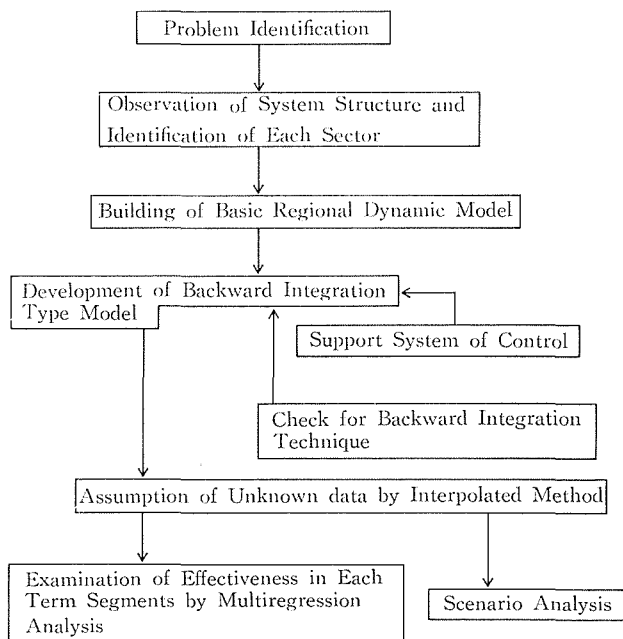 Problem Identification
Observation of System Structure and
Identification of Each Sector
Building of Basic Regional Dynamic Model
Development of Backward Integration
Type Model
Support System of Control
Check for Backward Integration
Technique
Assumption of Unknown data by Interpolated Method
Examination of Effectiveness in Each
Term Segments by Multiregression
Analysis
Scenario Analysis